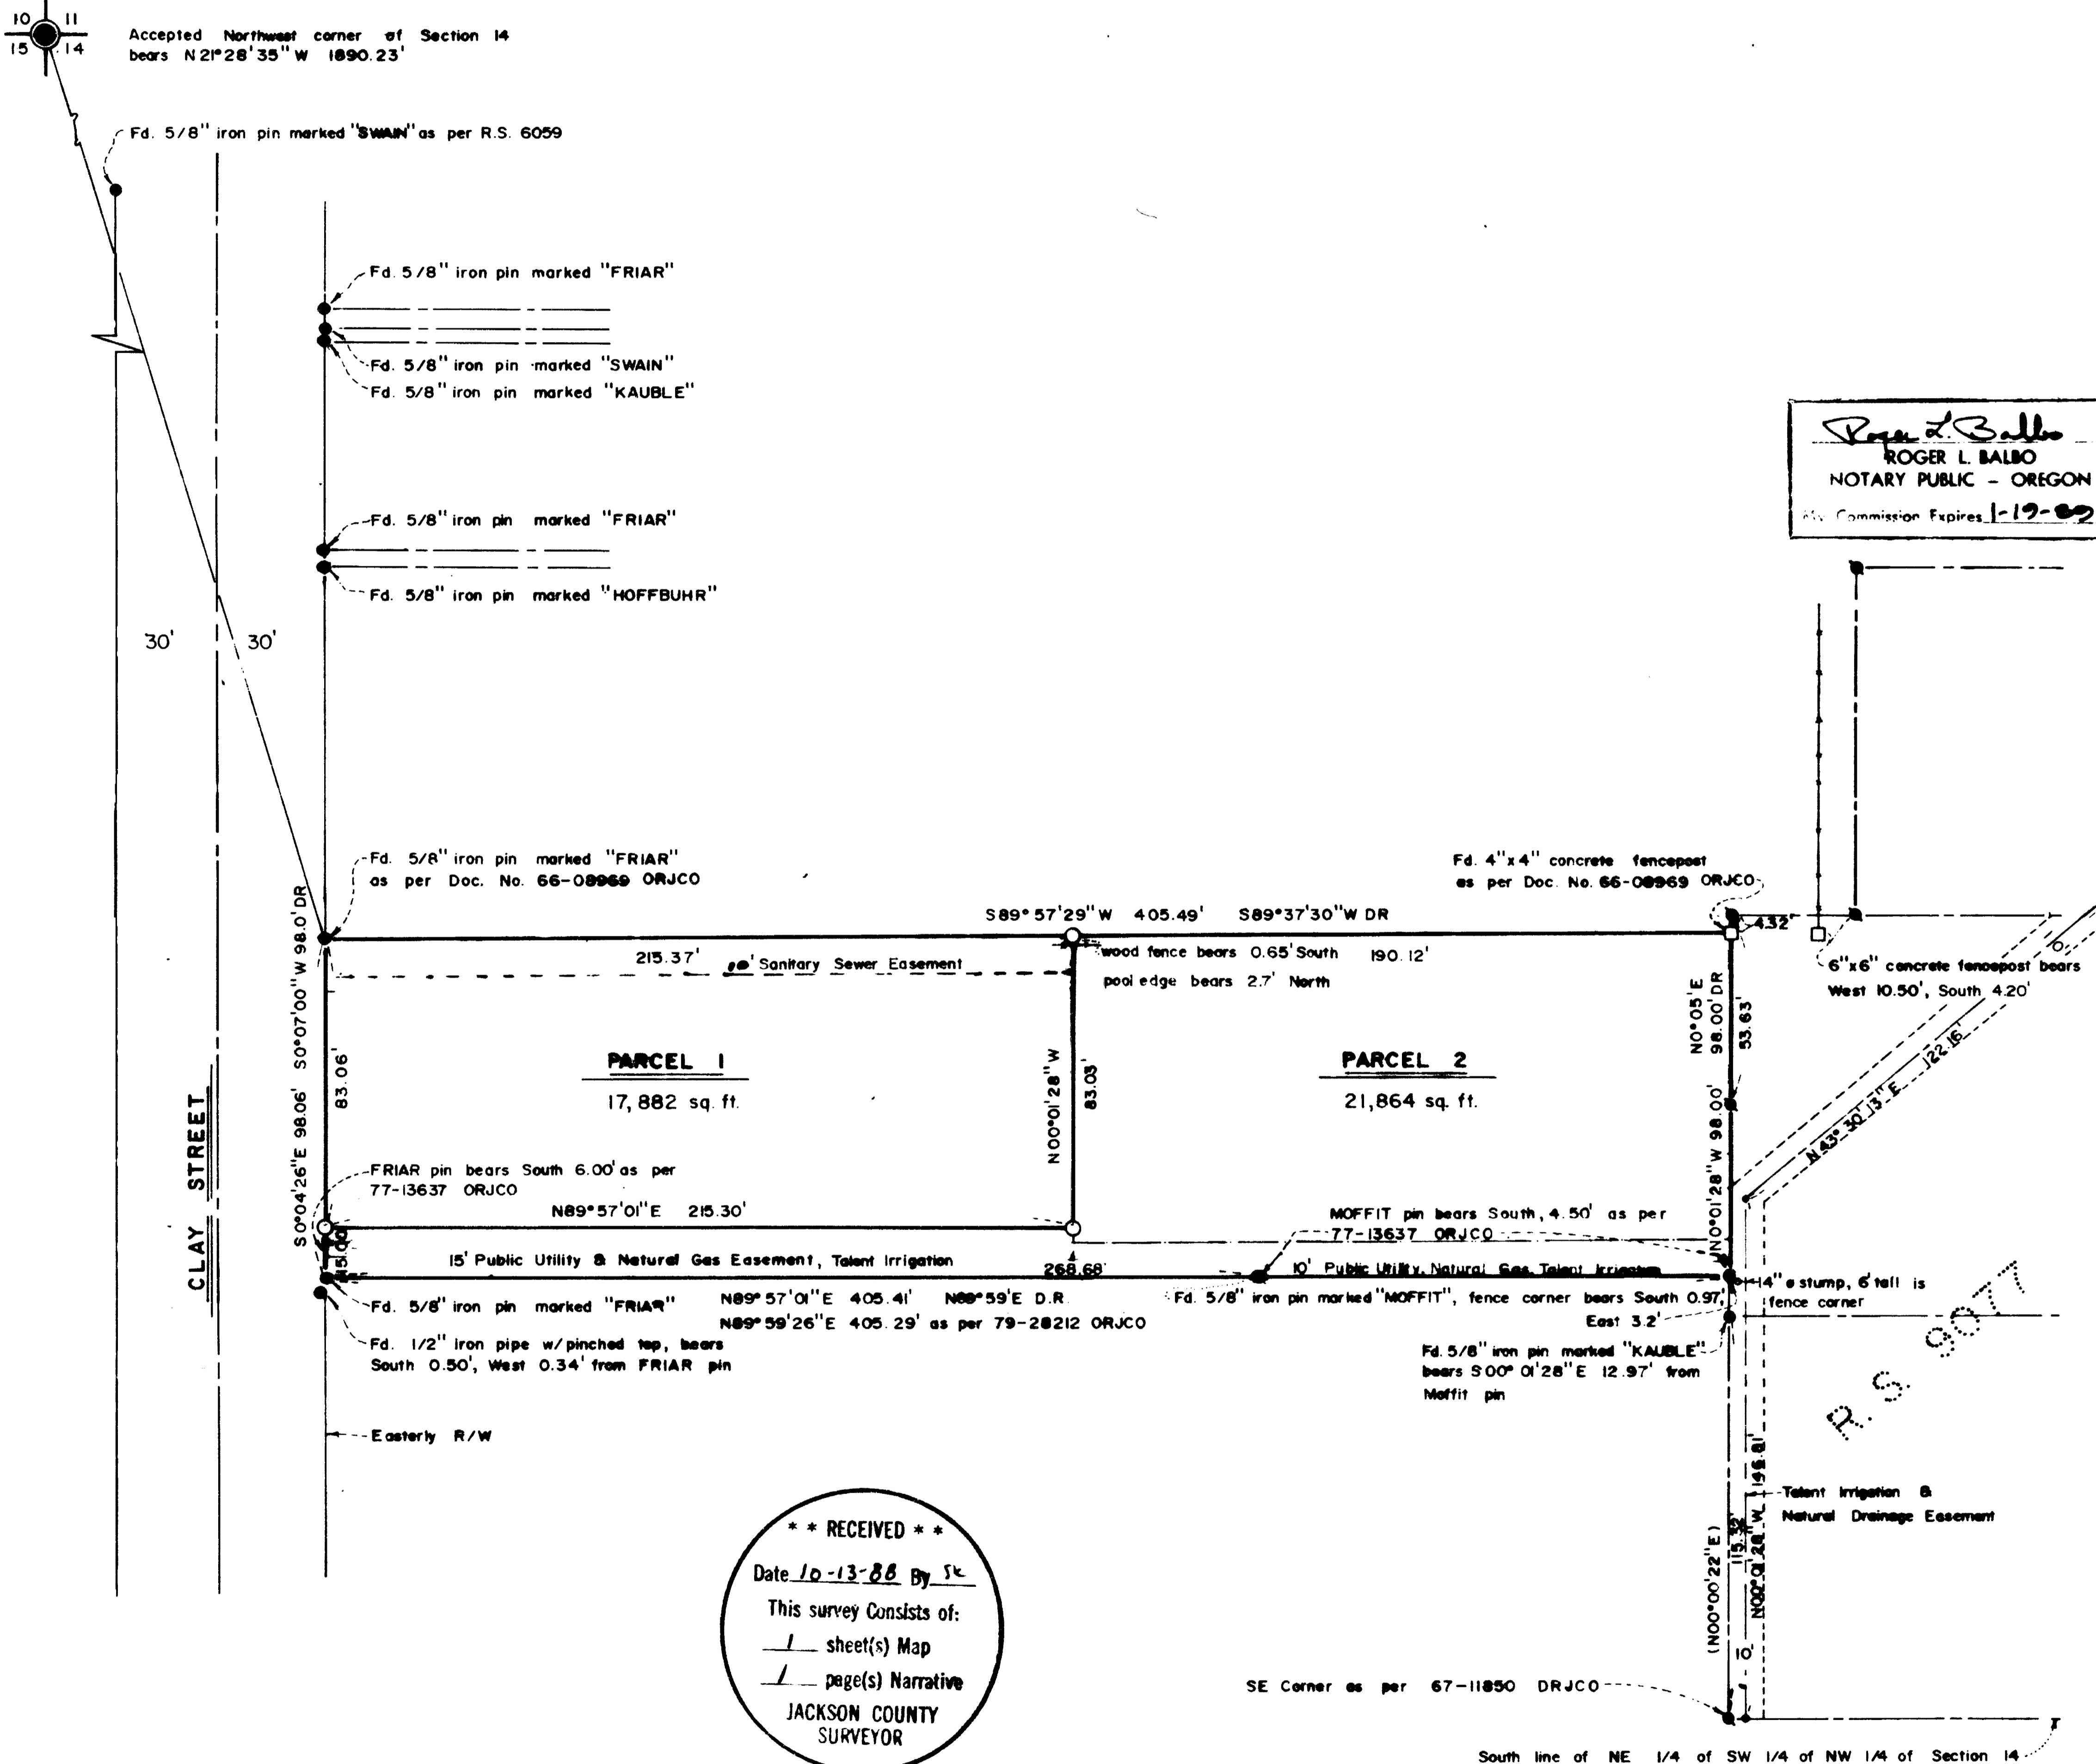 10 11
15 14
Accepted Northwest corner of Section 14
bears N 21°28'35" W 1890.23'
Fd. 5/8" iron pin marked "SWAIN" as per R.S. 6059
Fd. 5/8" iron pin marked "FRIAR"
Fd. 5/8" iron pin marked "SWAIN"
Fd. 5/8" iron pin marked "KAUBLE"
Roger L. Balbo
ROGER L. BALBO
NOTARY PUBLIC – OREGON
My Commission Expires 1-19-89
Fd. 5/8" iron pin marked "FRIAR"
Fd. 5/8" iron pin marked "HOFFBUHR"
30' 30'
Fd. 5/8" iron pin marked "FRIAR"
as per Doc. No. 66-08969 ORJCO
Fd. 4"x4" concrete fencepost
as per Doc. No. 66-08969 ORJCO
S89°57'29"W 405.49' S89°37'30"W DR
4.32'
215.37'
10' Sanitary Sewer Easement
wood fence bears 0.65' South 190.12'
pool edge bears 2.7' North
6"x6" concrete fencepost bears
West 10.50', South 4.20'
S0°04'26"E 98.06' S0°07'00"W 98.0' DR
83.06'
PARCEL 1
17,882 sq. ft.
N00°01'28"W
83.03'
PARCEL 2
21,864 sq. ft.
N0°05'E
98.00' DR
53.63'
N0°01'28"W 98.00'
N 43°30'13"E 122.16'
10'
CLAY STREET
FRIAR pin bears South 6.00' as per
77-13637 ORJCO
N89°57'01"E 215.30'
MOFFIT pin bears South, 4.50' as per
77-13637 ORJCO
15.00'
15' Public Utility & Natural Gas Easement, Talent Irrigation
268.68'
10' Public Utility, Natural Gas, Talent Irrigation
Fd. 5/8" iron pin marked "FRIAR"
N89°57'01"E 405.41' N89°59'E D.R.
N89°59'26"E 405.29' as per 79-28212 ORJCO
Fd. 5/8" iron pin marked "MOFFIT", fence corner bears South 0.97',
East 3.2'
14" ø stump, 6' tall is
fence corner
Fd. 1/2" iron pipe w/pinched top, bears
South 0.50', West 0.34' from FRIAR pin
Fd. 5/8" iron pin marked "KAUBLE"
bears S00°01'28"E 12.97' from
Moffit pin
R.S. 9077
Easterly R/W
Talent Irrigation &
Natural Drainage Easement
(N00°00'22"E)
115.32'
N00°01'28"W 146.81'
10'
* * RECEIVED * *
Date 10-13-88 By SK
This survey Consists of:
1 sheet(s) Map
1 page(s) Narrative
JACKSON COUNTY
SURVEYOR
SE Corner as per 67-11850 DRJCO
South line of NE 1/4 of SW 1/4 of NW 1/4 of Section 14